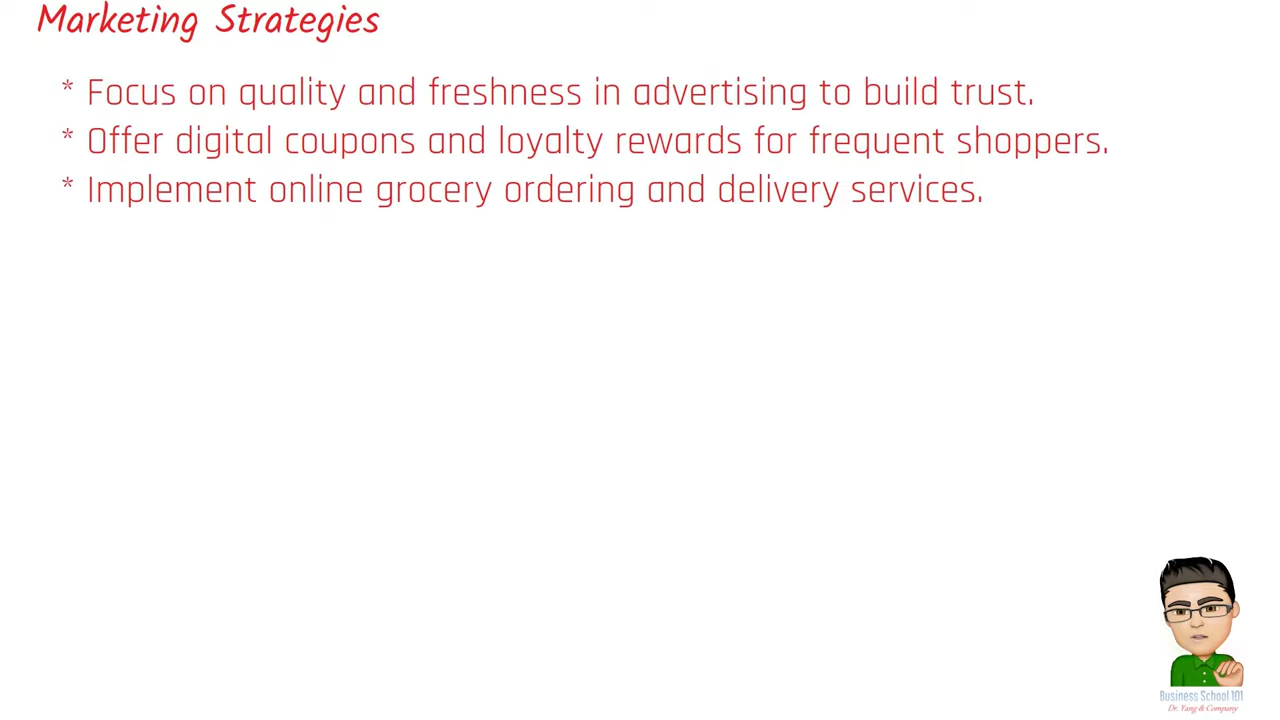 Marketing Strategies
* Focus on quality and freshness in advertising to build trust.
* Offer digital coupons and loyalty rewards for frequent shoppers.
* Implement online grocery ordering and delivery services.
Business School 101
Dr. Yang & Company